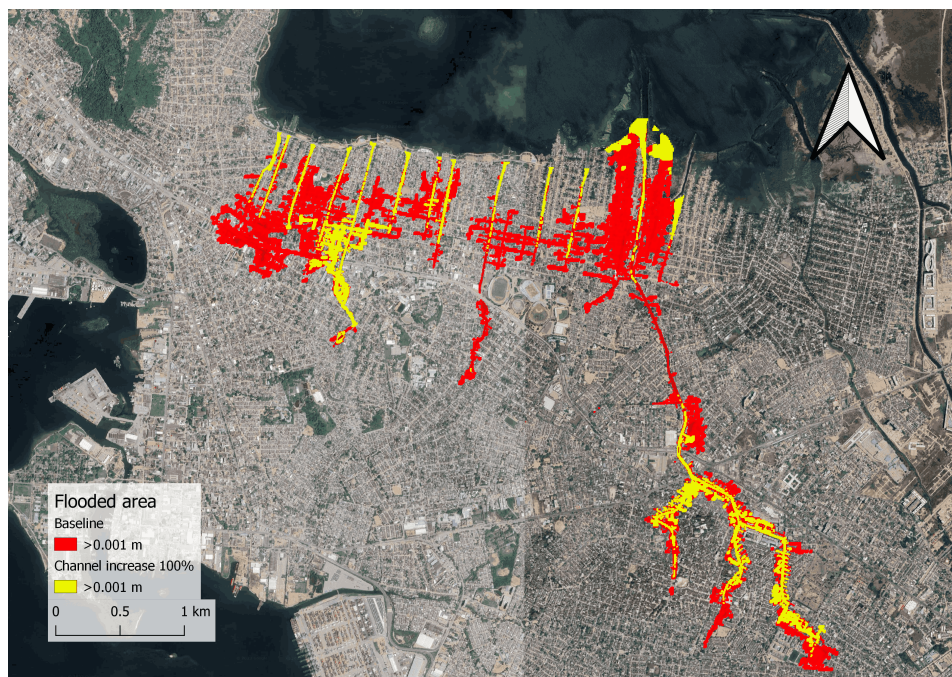 Flooded area
Baseline
>0.001 m
Channel increase 100%
>0.001 m
0 0.5 1 km